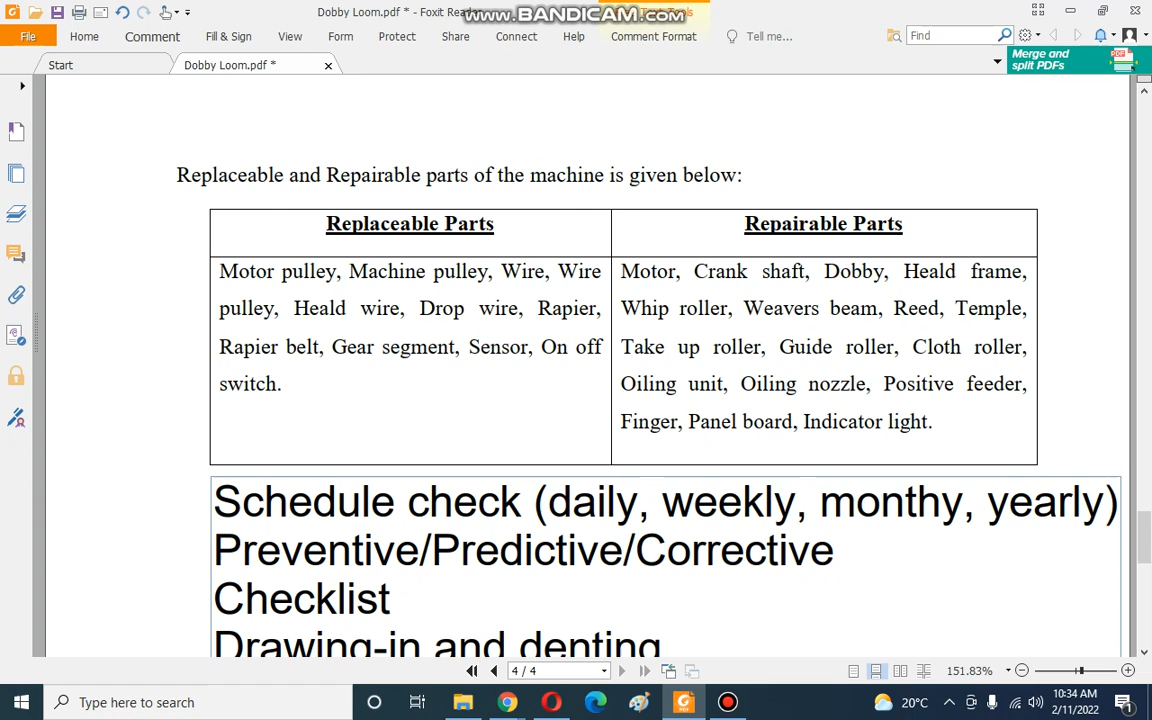 Dobby Loom.pdf * - Foxit Reader
www.BANDICAM.com
Tools
File
Home
Comment
Fill & Sign
View
Form
Protect
Share
Connect
Help
Comment Format
Tell me...
Find
Start
Dobby Loom.pdf *
Merge and
split PDFs
Replaceable and Repairable parts of the machine is given below:
Replaceable Parts
Motor pulley, Machine pulley, Wire, Wire
pulley, Heald wire, Drop wire, Rapier,
Rapier belt, Gear segment, Sensor, On off
switch.
Repairable Parts
Motor, Crank shaft, Dobby, Heald frame,
Whip roller, Weavers beam, Reed, Temple,
Take up roller, Guide roller, Cloth roller,
Oiling unit, Oiling nozzle, Positive feeder,
Finger, Panel board, Indicator light.
Schedule check (daily, weekly, monthy, yearly)
Preventive/Predictive/Corrective
Checklist
Drawing-in and denting
4 / 4
151.83%
Type here to search
20°C
10:34 AM
2/11/2022